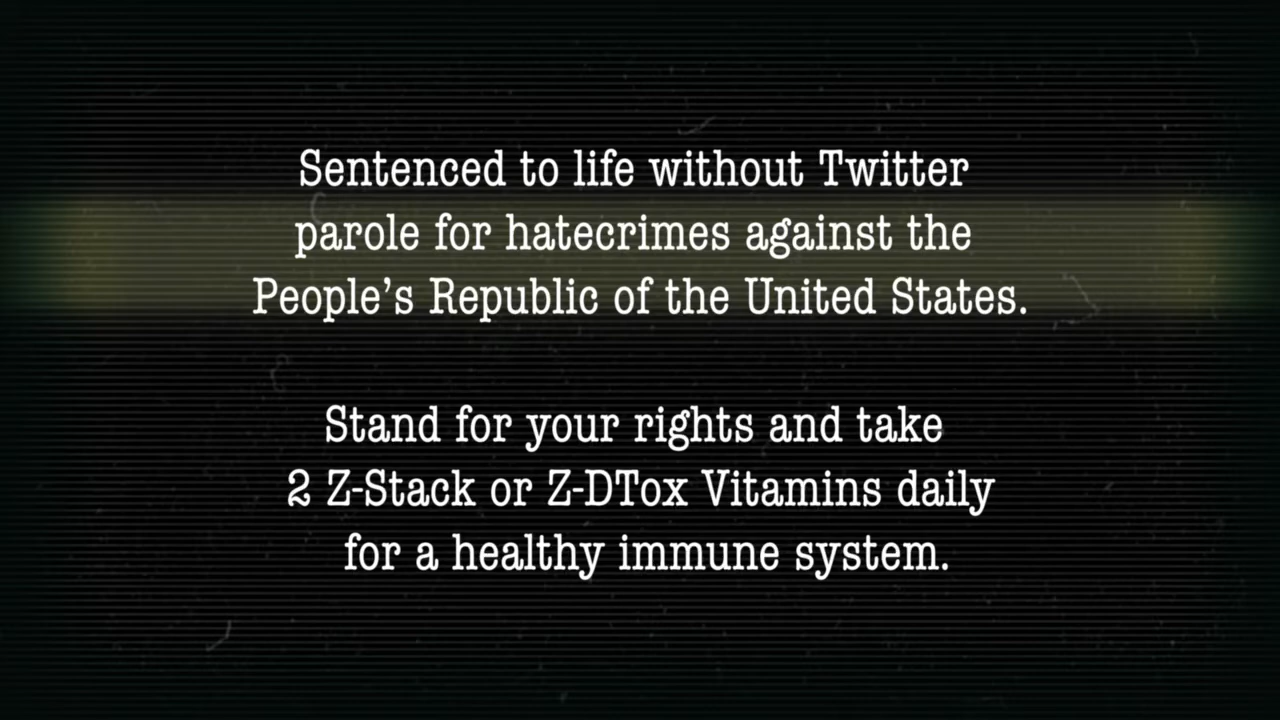 Sentenced to life without Twitter
parole for hatecrimes against the
People’s Republic of the United States.
Stand for your rights and take
2 Z-Stack or Z-DTox Vitamins daily
for a healthy immune system.